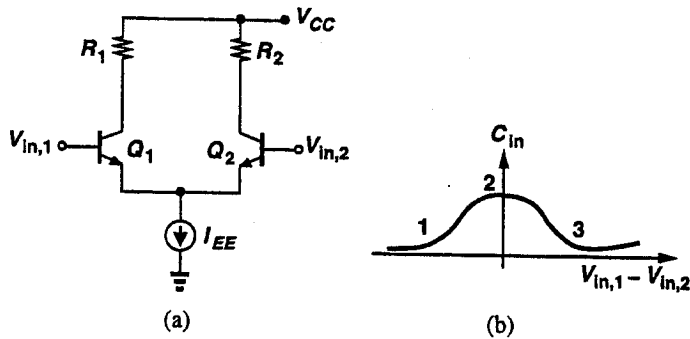 V_CC
R_1
R_2
V_in,1
Q_1
Q_2
V_in,2
I_EE
(a)
C_in
1
2
3
V_in,1 – V_in,2
(b)